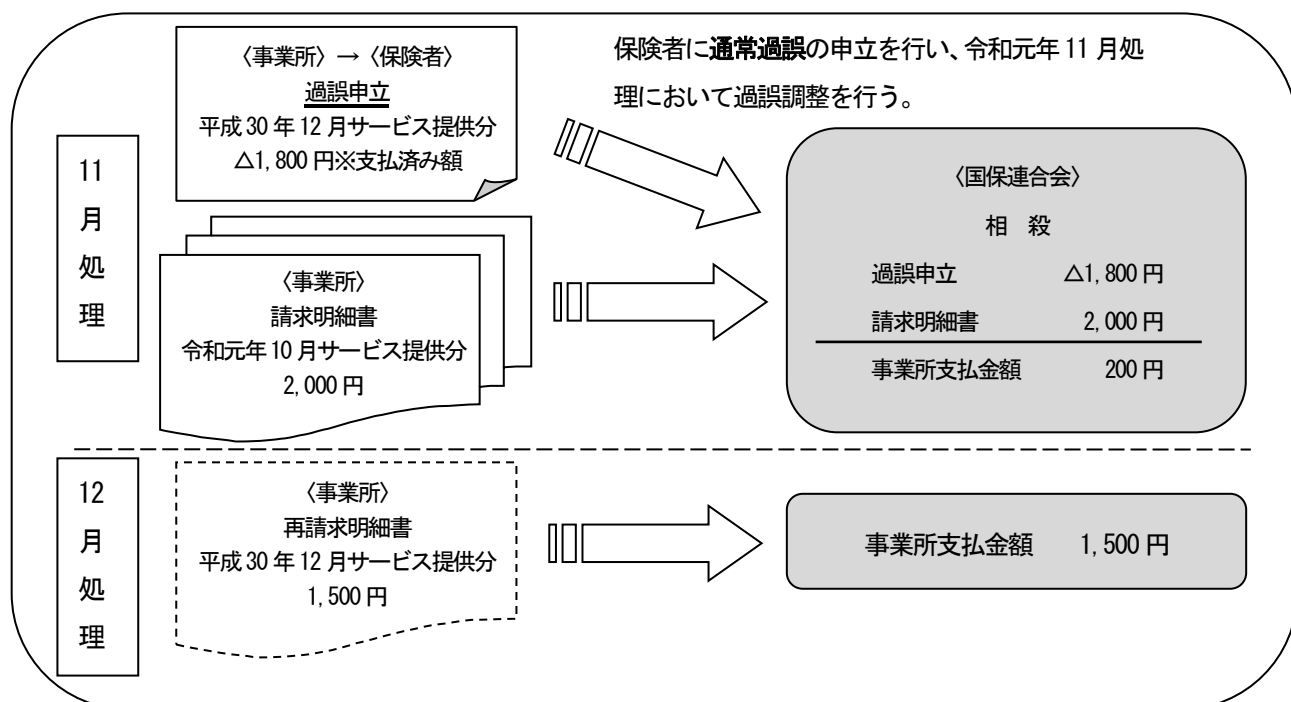 保険者に通常過誤の申立を行い、令和元年11月処
理において過誤調整を行う。
11月処理
〈事業所〉→〈保険者〉
過誤申立
平成30年12月サービス提供分
△1,800円※支払済み額
〈事業所〉
請求明細書
令和元年10月サービス提供分
2,000円
〈国保連合会〉
相 殺
過誤申立 △1,800円
請求明細書 2,000円
事業所支払金額 200円
12月処理
〈事業所〉
再請求明細書
平成30年12月サービス提供分
1,500円
事業所支払金額 1,500円